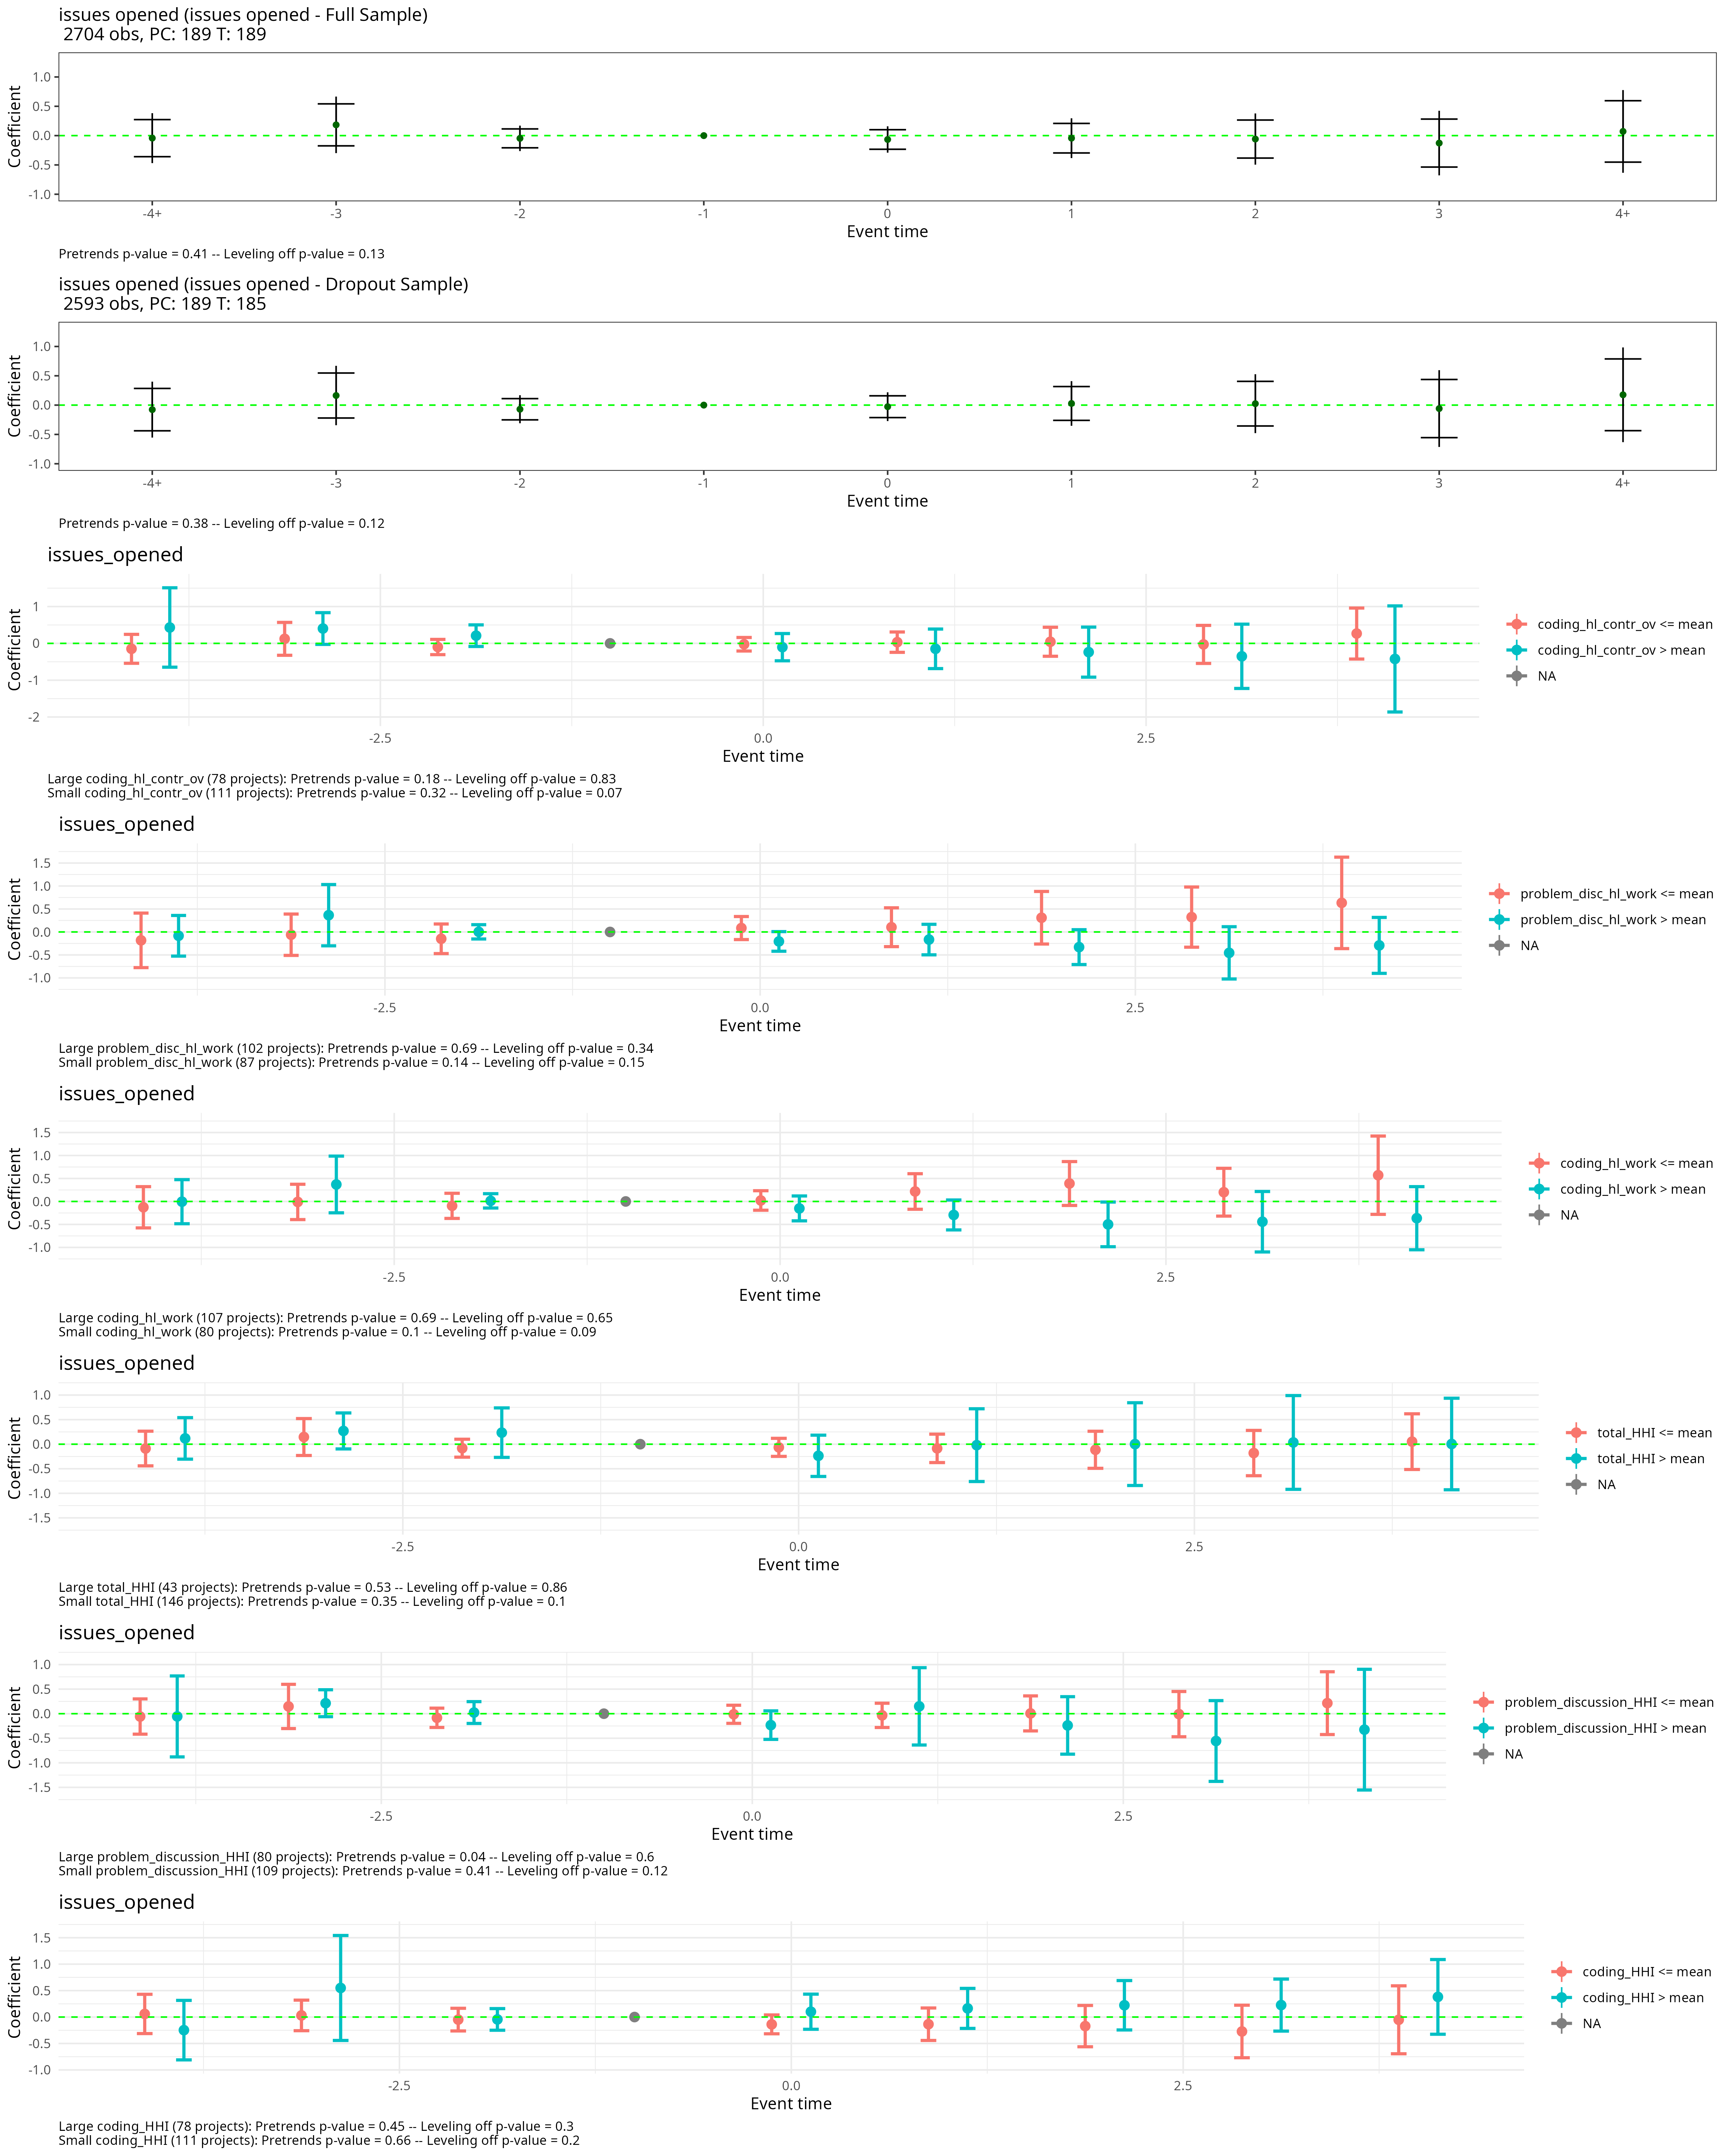 issues opened (issues opened - Full Sample)
2704 obs, PC: 189 T: 189
1.0
0.5
0.0
-0.5
-1.0
Coefficient
-4+ -3 -2 -1 0 1 2 3 4+
Event time
Pretrends p-value = 0.41 -- Leveling off p-value = 0.13
issues opened (issues opened - Dropout Sample)
2593 obs, PC: 189 T: 185
1.0
0.5
0.0
-0.5
-1.0
Coefficient
-4+ -3 -2 -1 0 1 2 3 4+
Event time
Pretrends p-value = 0.38 -- Leveling off p-value = 0.12
issues_opened
1
0
-1
-2
Coefficient
-2.5 0.0 2.5
Event time
coding_hl_contr_ov <= mean
coding_hl_contr_ov > mean
NA
Large coding_hl_contr_ov (78 projects): Pretrends p-value = 0.18 -- Leveling off p-value = 0.83
Small coding_hl_contr_ov (111 projects): Pretrends p-value = 0.32 -- Leveling off p-value = 0.07
issues_opened
1.5
1.0
0.5
0.0
-0.5
-1.0
Coefficient
-2.5 0.0 2.5
Event time
problem_disc_hl_work <= mean
problem_disc_hl_work > mean
NA
Large problem_disc_hl_work (102 projects): Pretrends p-value = 0.69 -- Leveling off p-value = 0.34
Small problem_disc_hl_work (87 projects): Pretrends p-value = 0.14 -- Leveling off p-value = 0.15
issues_opened
1.5
1.0
0.5
0.0
-0.5
-1.0
Coefficient
-2.5 0.0 2.5
Event time
coding_hl_work <= mean
coding_hl_work > mean
NA
Large coding_hl_work (107 projects): Pretrends p-value = 0.69 -- Leveling off p-value = 0.65
Small coding_hl_work (80 projects): Pretrends p-value = 0.1 -- Leveling off p-value = 0.09
issues_opened
1.0
0.5
0.0
-0.5
-1.0
-1.5
Coefficient
-2.5 0.0 2.5
Event time
total_HHI <= mean
total_HHI > mean
NA
Large total_HHI (43 projects): Pretrends p-value = 0.53 -- Leveling off p-value = 0.86
Small total_HHI (146 projects): Pretrends p-value = 0.35 -- Leveling off p-value = 0.1
issues_opened
1.0
0.5
0.0
-0.5
-1.0
-1.5
Coefficient
-2.5 0.0 2.5
Event time
problem_discussion_HHI <= mean
problem_discussion_HHI > mean
NA
Large problem_discussion_HHI (80 projects): Pretrends p-value = 0.04 -- Leveling off p-value = 0.6
Small problem_discussion_HHI (109 projects): Pretrends p-value = 0.41 -- Leveling off p-value = 0.12
issues_opened
1.5
1.0
0.5
0.0
-0.5
-1.0
Coefficient
-2.5 0.0 2.5
Event time
coding_HHI <= mean
coding_HHI > mean
NA
Large coding_HHI (78 projects): Pretrends p-value = 0.45 -- Leveling off p-value = 0.3
Small coding_HHI (111 projects): Pretrends p-value = 0.66 -- Leveling off p-value = 0.2